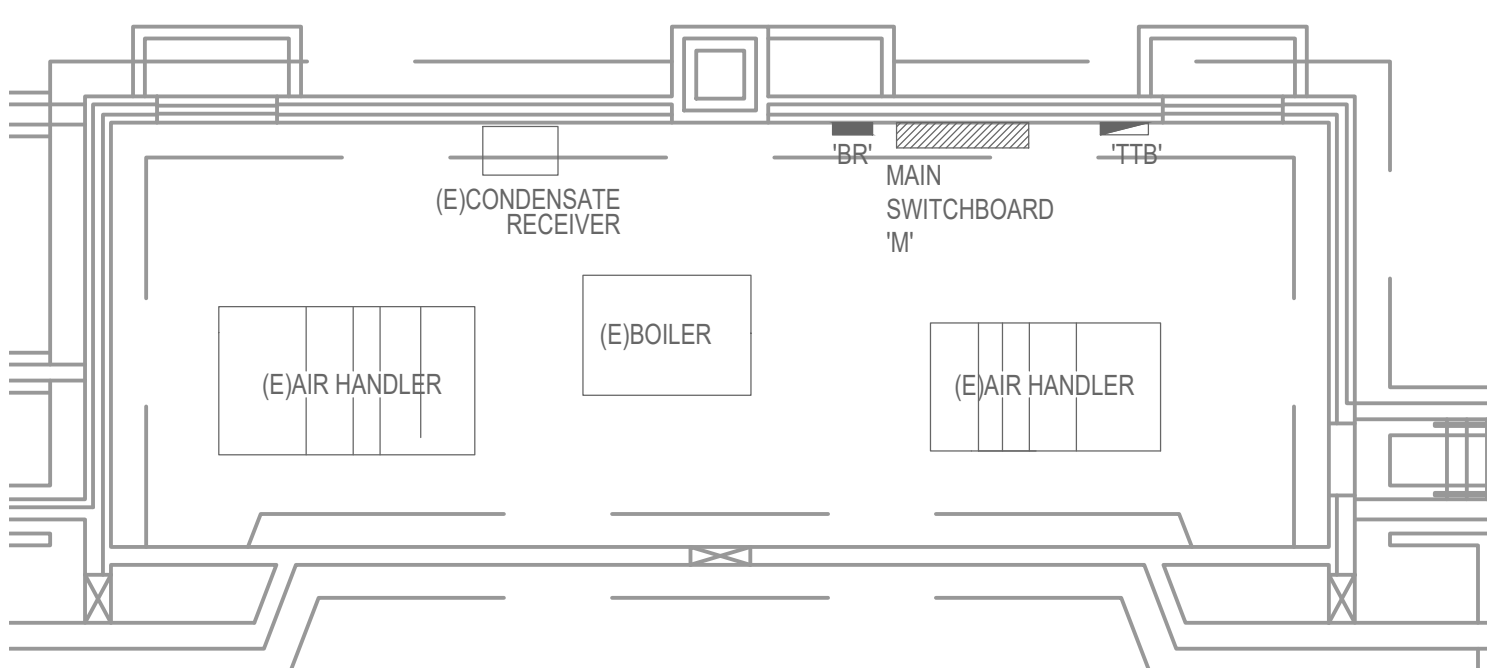 'BR'
'TTB'
MAIN
SWITCHBOARD
'M'
(E)CONDENSATE
RECEIVER
(E)BOILER
(E)AIR HANDLER
(E)AIR HANDLER